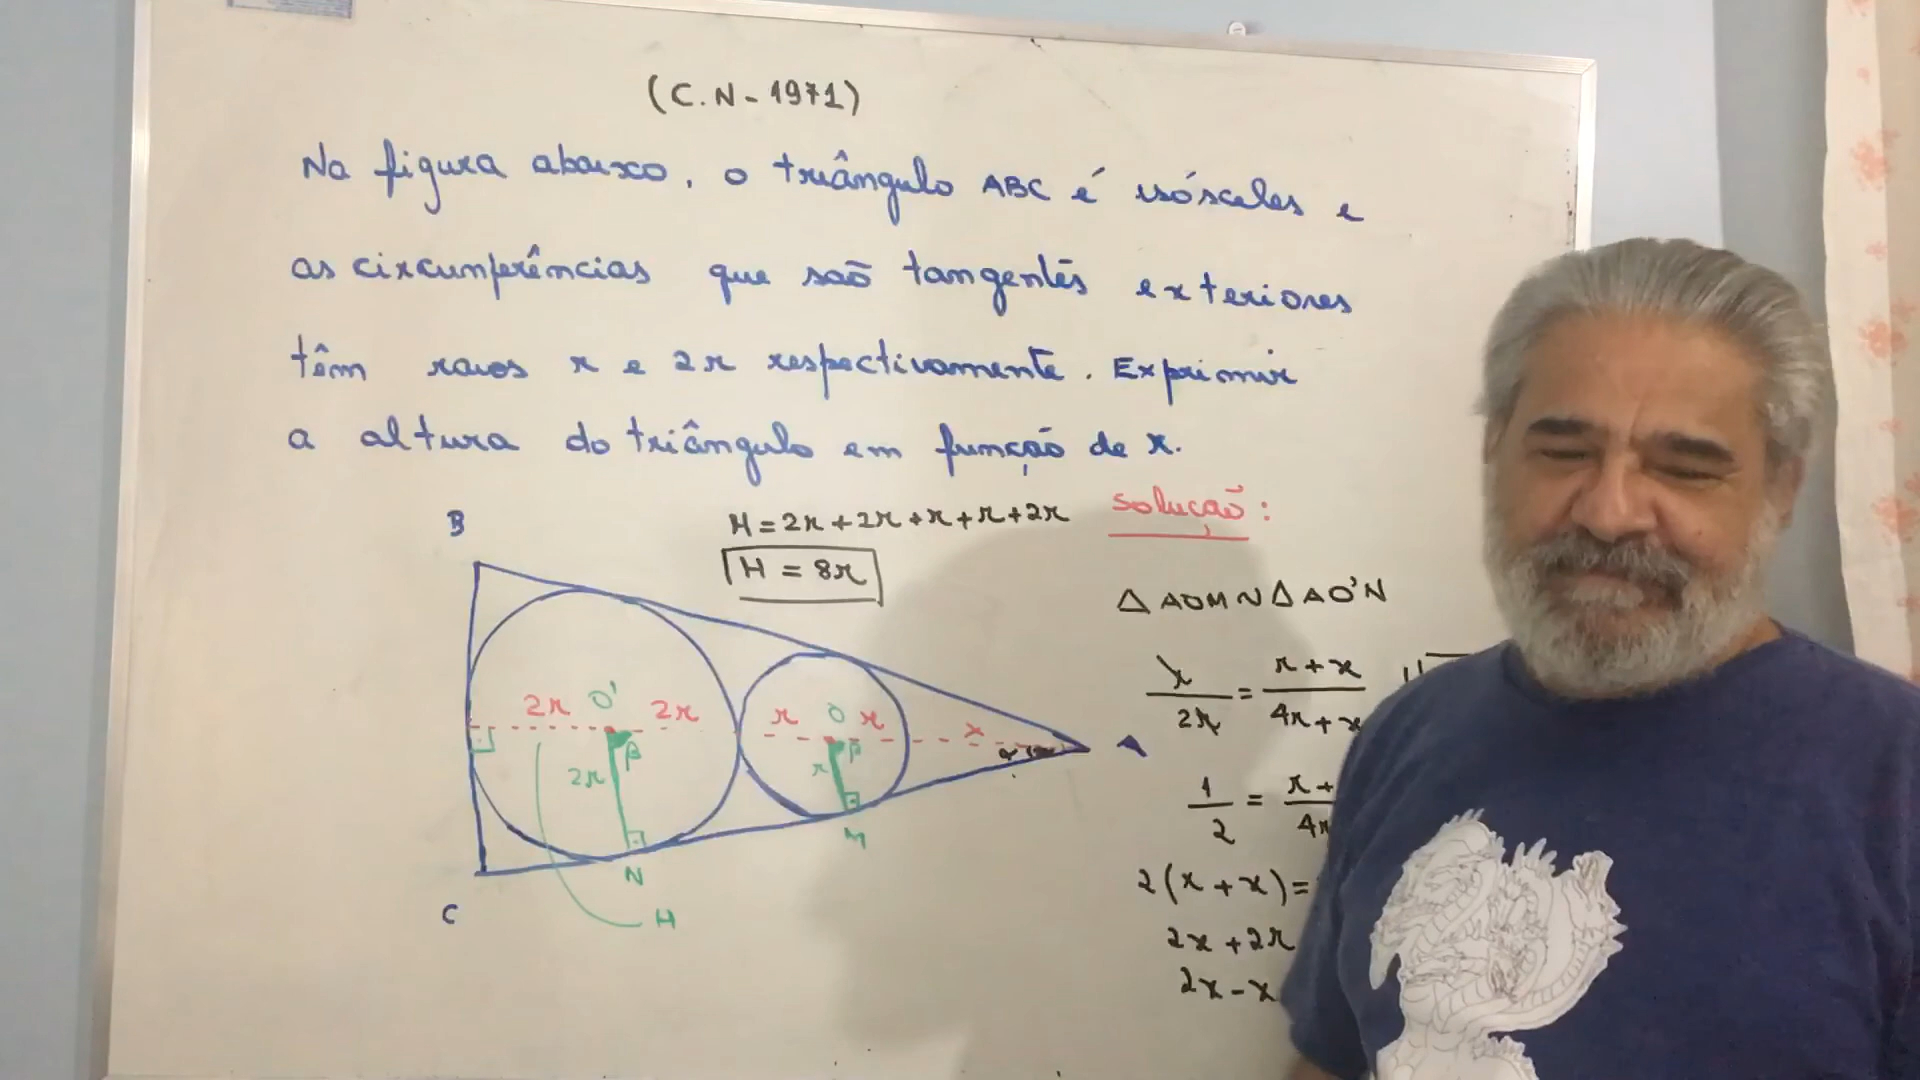 (C.N - 1971)
Na figura abaixo, o triângulo ABC é isósceles e
as circunferências que saõ tangentes exteriores
têm raios r e 2r respectivamente. Exprimir
a altura do triângulo em função de r.
H = 2r + 2r + r + r + 2r
H = 8r
Solução:
Δ AOM ~ Δ AO'N
r/2r = r + x/4r + x
1/2 = r +/4r
2(r + x) =
2x + 2r
2x - x
B
2r O' 2r r O r x A
β β α
2r r
N M
C H